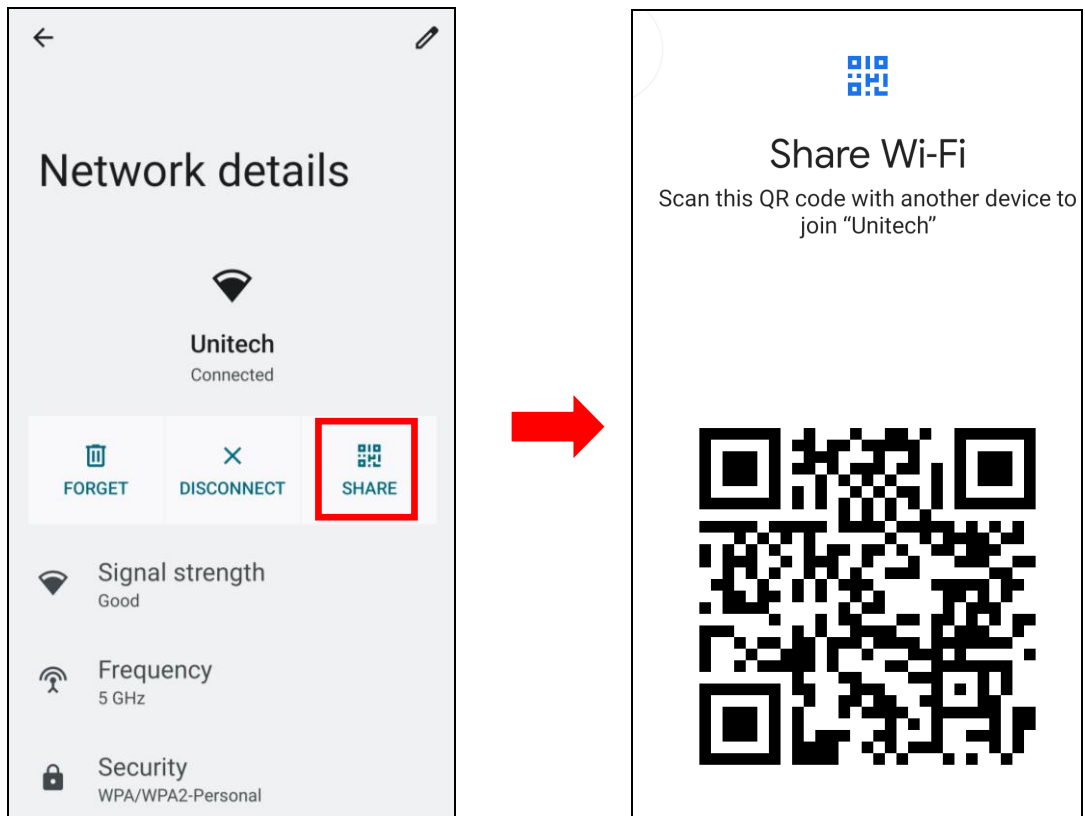 Network details
Unitech
Connected
FORGET
DISCONNECT
SHARE
Signal strength
Good
Frequency
5 GHz
Security
WPA/WPA2-Personal
Share Wi-Fi
Scan this QR code with another device to
join “Unitech”